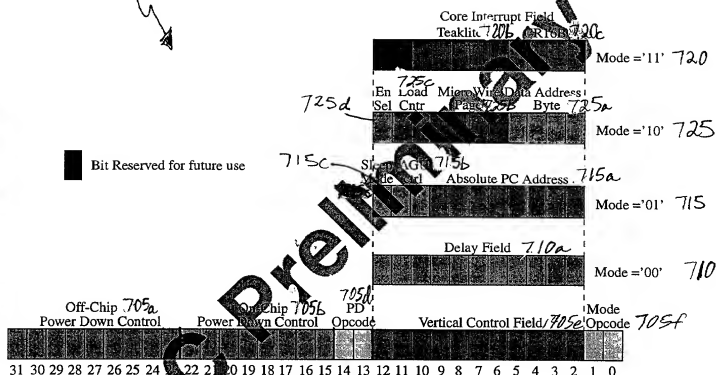 Core Interrupt Field
Teaklite 720b CR16B 720c
Mode ='11' 720
725c
En Load MicroWire/Data Address
Sel Cntr Page 725b Byte 725a
725d
Mode ='10' 725
Bit Reserved for future use
715c
Sleep AGC 715b
Mode Ctrl Absolute PC Address 715a
Mode ='01' 715
Delay Field 710a
Mode ='00' 710
Off-Chip 705a On-Chip 705b 705d PD Mode
Power Down Control Power Down Control Opcode Vertical Control Field 705e Opcode 705f
31 30 29 28 27 26 25 24 22 21 20 19 18 17 16 15 14 13 12 11 10 9 8 7 6 5 4 3 2 1 0
C Preliminary